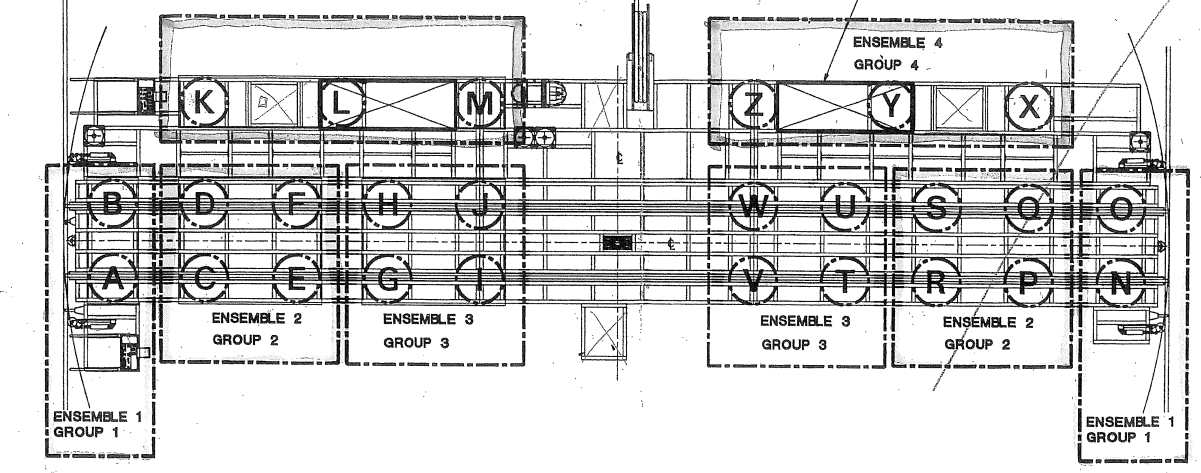 ENSEMBLE 4
GROUP 4
K L M Z Y X
B D F H J W U S Q O
A C E G I V T R P N
ENSEMBLE 2
GROUP 2
ENSEMBLE 3
GROUP 3
ENSEMBLE 3
GROUP 3
ENSEMBLE 2
GROUP 2
ENSEMBLE 1
GROUP 1
ENSEMBLE 1
GROUP 1